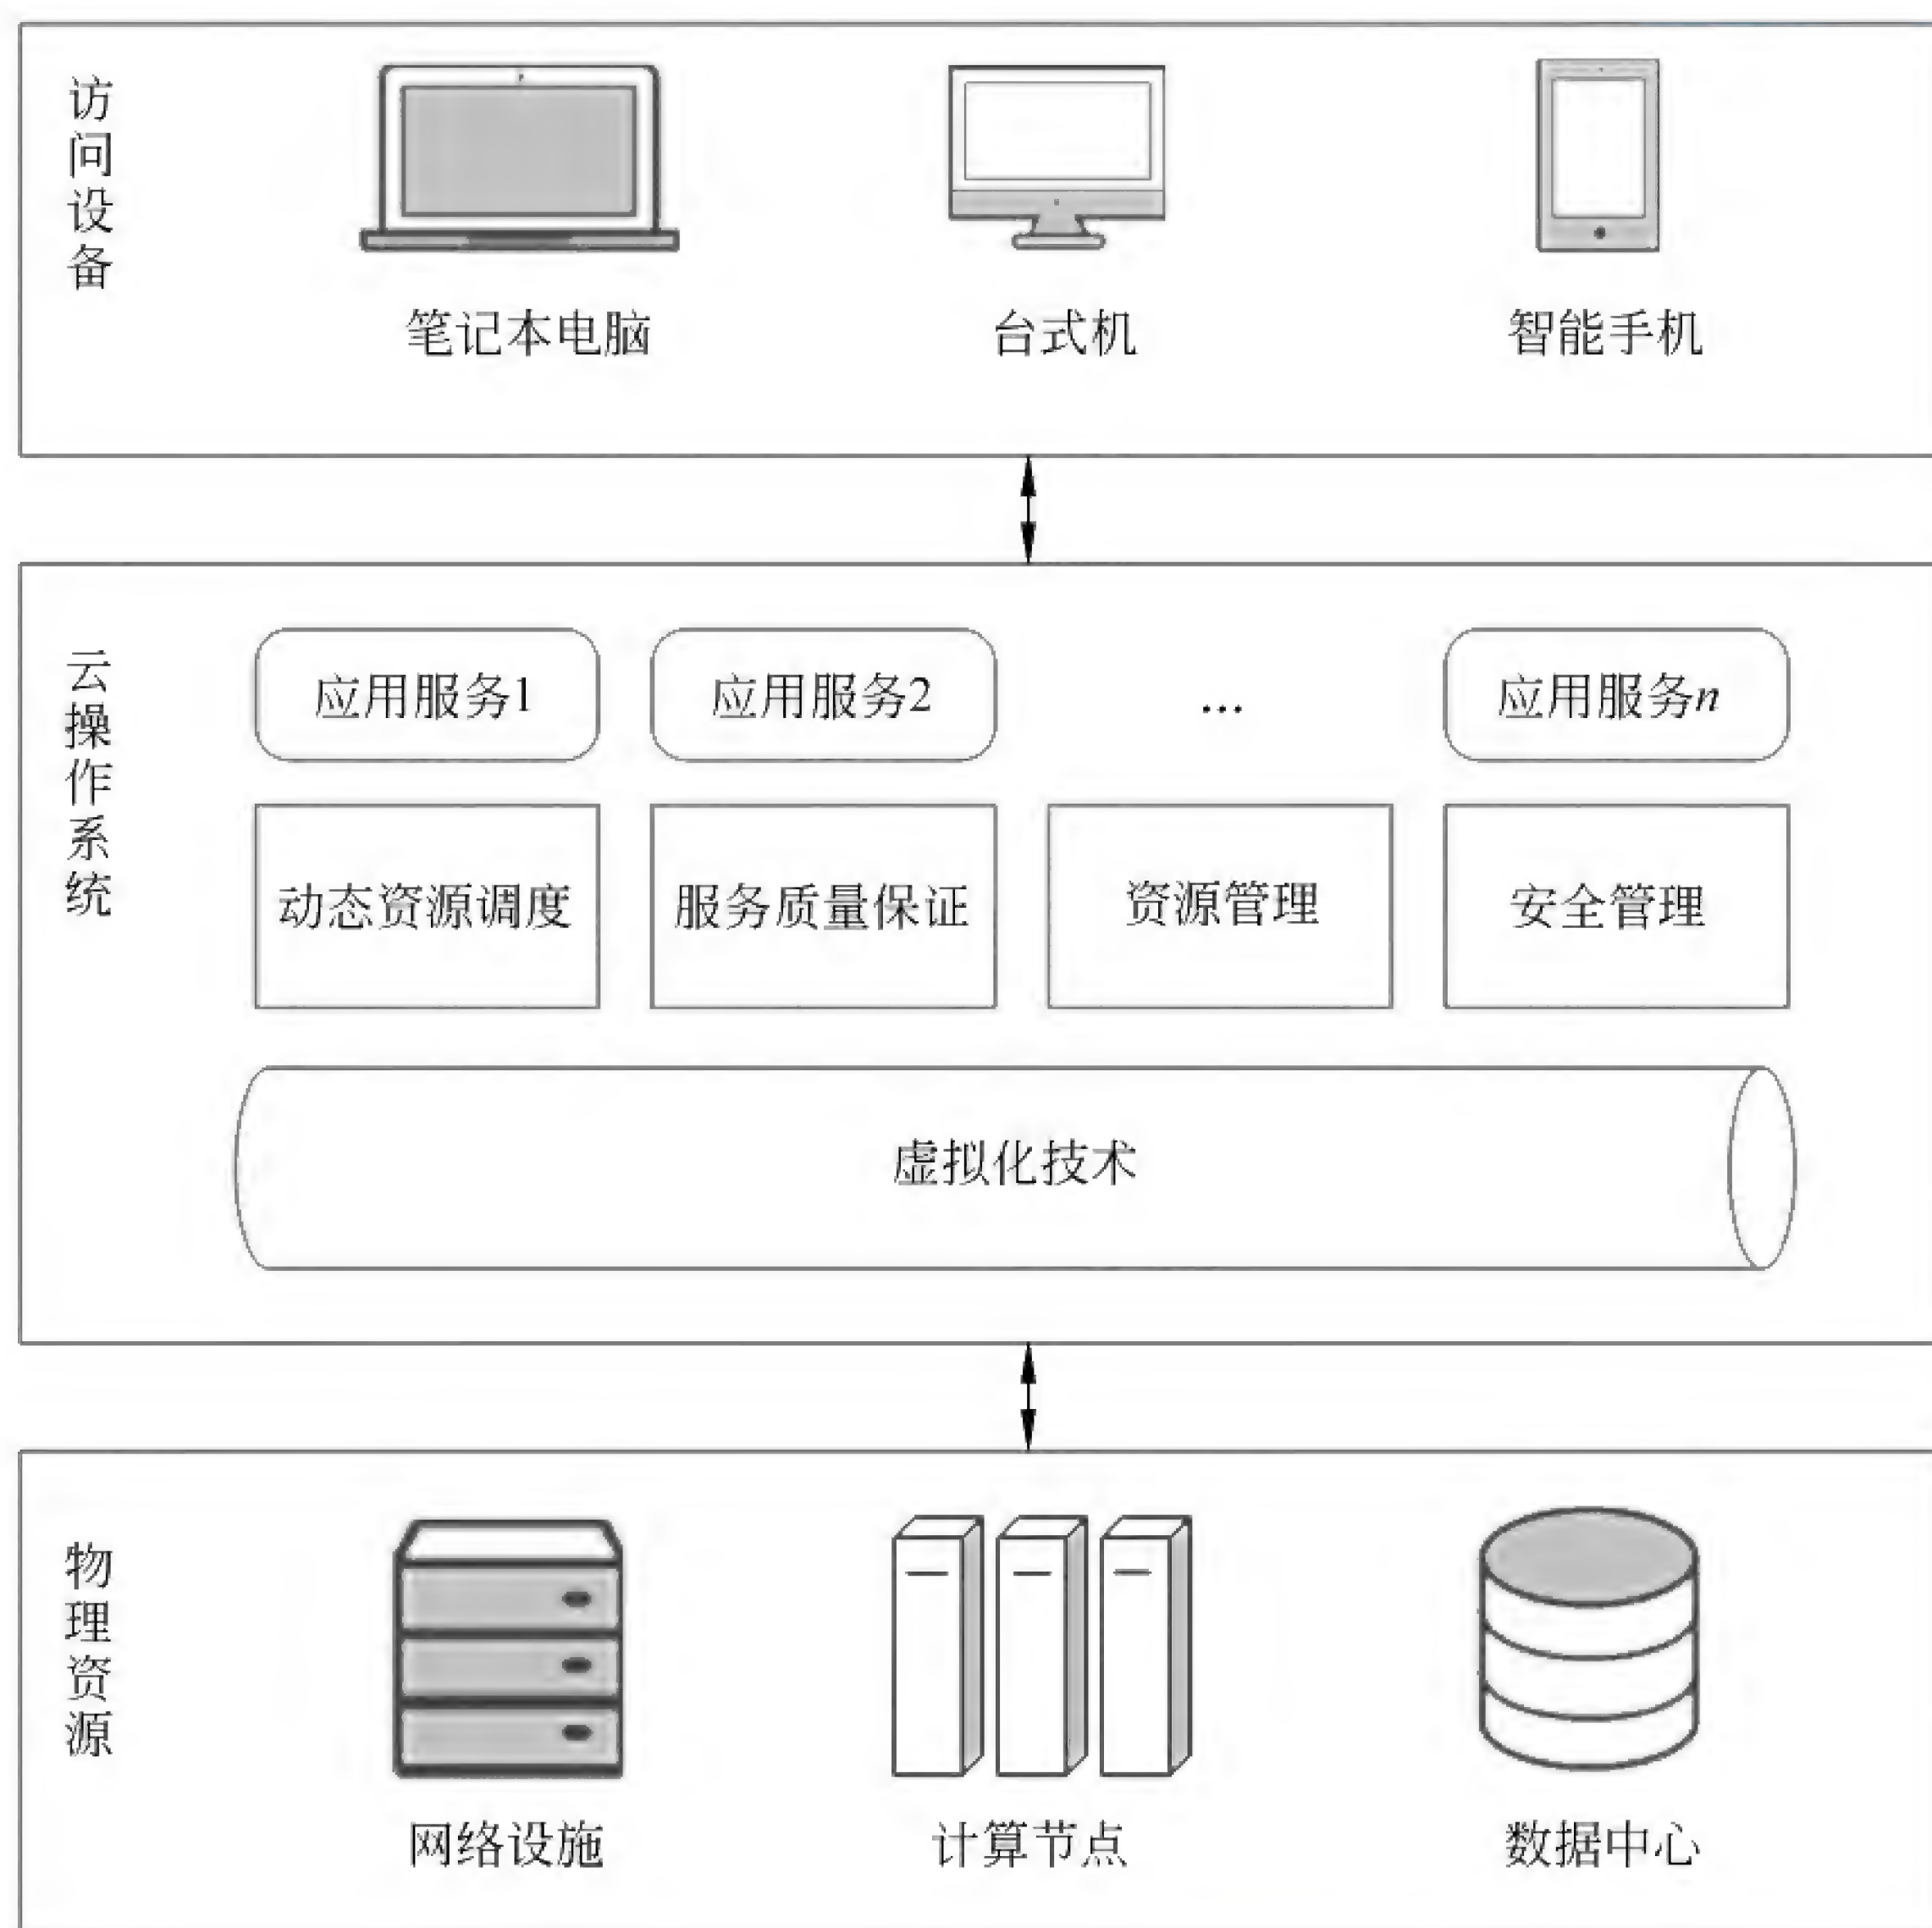 访问设备
笔记本电脑
台式机
智能手机
云操作系统
应用服务1
应用服务2
...
应用服务n
动态资源调度
服务质量保证
资源管理
安全管理
虚拟化技术
物理资源
网络设施
计算节点
数据中心